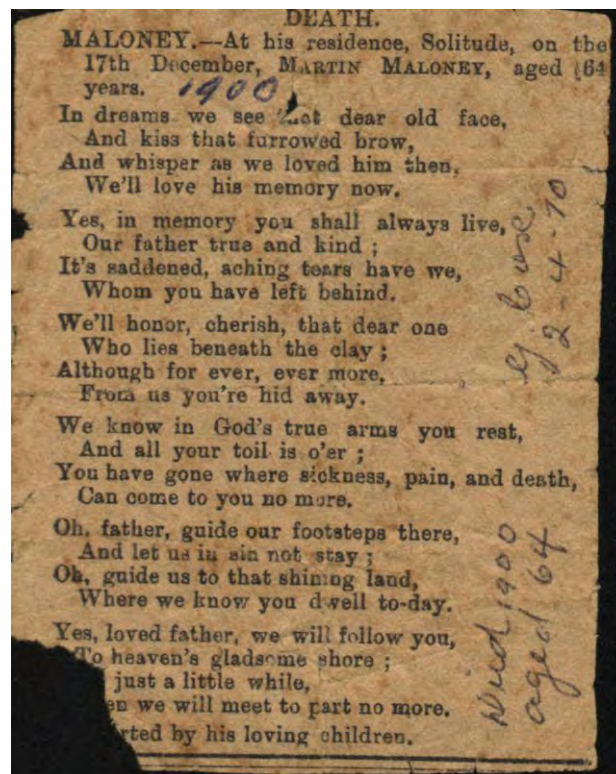 DEATH.
MALONEY.—At his residence, Solitude, on the
17th December, MARTIN MALONEY, aged 64
years. 1900
In dreams we see that dear old face,
And kiss that furrowed brow,
And whisper as we loved him then,
We'll love his memory now.
Yes, in memory you shall always live,
Our father true and kind ;
It's saddened, aching tears have we,
Whom you have left behind.
We'll honor, cherish, that dear one
Who lies beneath the clay ;
Although for ever, ever more,
From us you're hid away.
We know in God's true arms you rest,
And all your toil is o'er ;
You have gone where sickness, pain, and death,
Can come to you no more.
Oh, father, guide our footsteps there,
And let us in sin not stay ;
Oh, guide us to that shining land,
Where we know you dwell to-day.
Yes, loved father, we will follow you,
To heaven's gladsome shore ;
just a little while,
en we will meet to part no more.
rted by his loving children.
2-4-70
Died 1900
aged 64